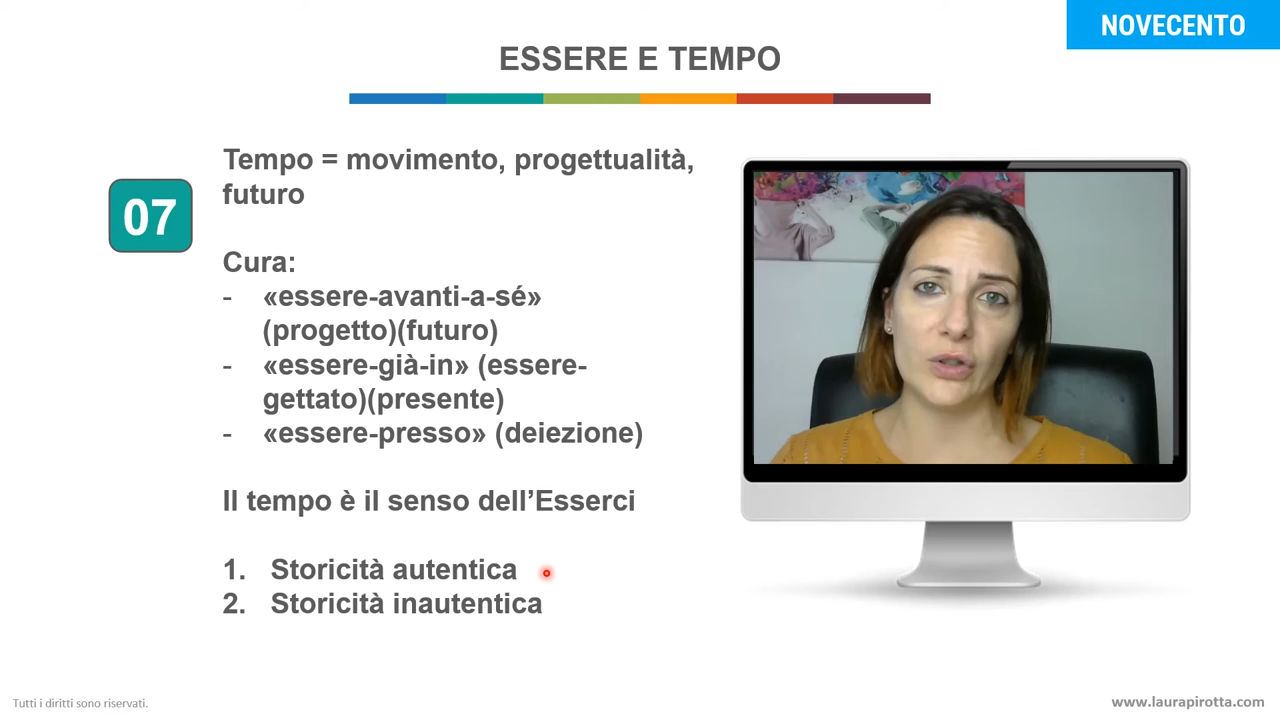 NOVECENTO
ESSERE E TEMPO
07
Tempo = movimento, progettualità,
futuro
Cura:
- «essere-avanti-a-sé»
(progetto)(futuro)
- «essere-già-in» (essere-
gettato)(presente)
- «essere-presso» (deiezione)
Il tempo è il senso dell’Esserci
1. Storicità autentica
2. Storicità inautentica
Tutti i diritti sono riservati.
www.laurapirotta.com